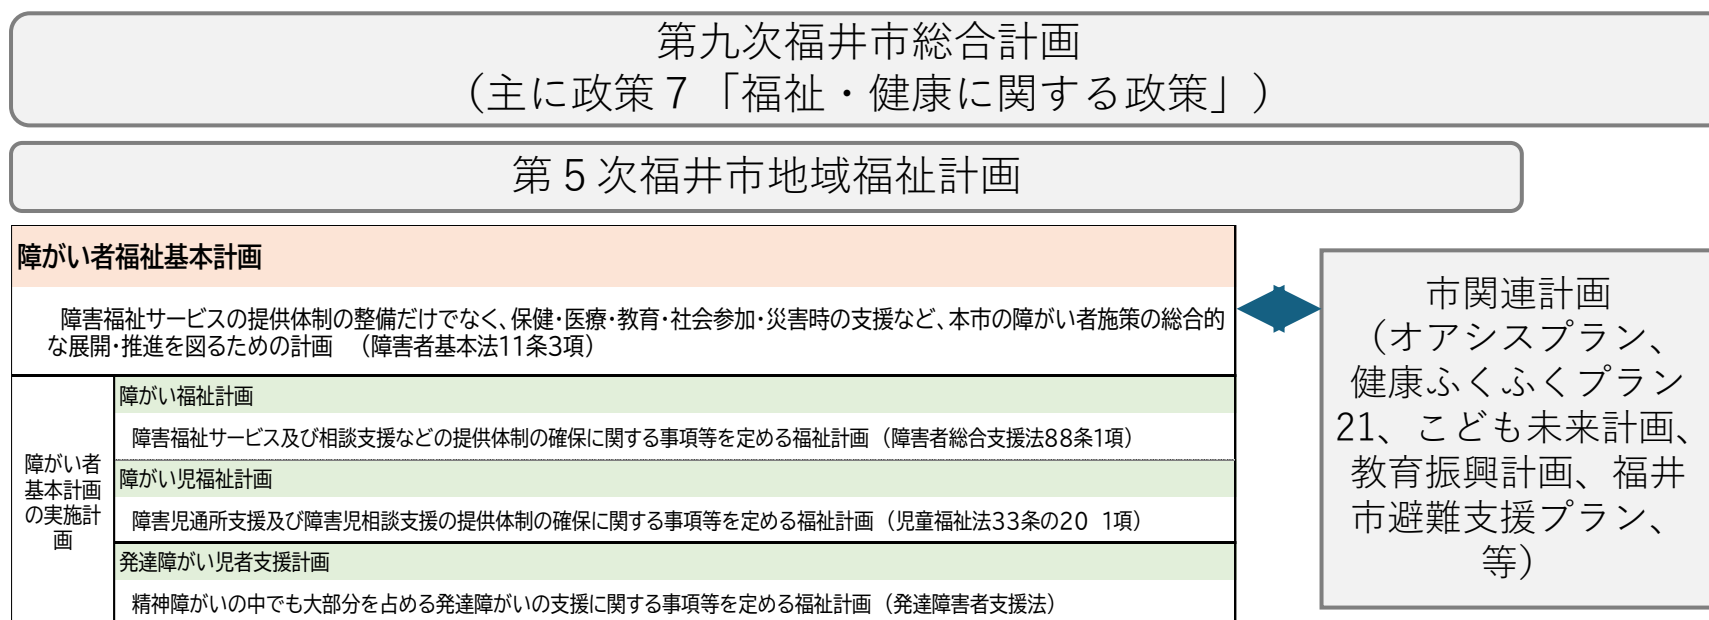 第九次福井市総合計画
（主に政策７「福祉・健康に関する政策」）
第５次福井市地域福祉計画
障がい者福祉基本計画
障害福祉サービスの提供体制の整備だけでなく、保健・医療・教育・社会参加・災害時の支援など、本市の障がい者施策の総合的
な展開・推進を図るための計画　（障害者基本法11条3項）
障がい者
基本計画
の実施計
画
障がい福祉計画
障害福祉サービス及び相談支援などの提供体制の確保に関する事項等を定める福祉計画（障害者総合支援法88条1項）
障がい児福祉計画
障害児通所支援及び障害児相談支援の提供体制の確保に関する事項等を定める福祉計画（児童福祉法33条の20 1項）
発達障がい児者支援計画
精神障がいの中でも大部分を占める発達障がいの支援に関する事項等を定める福祉計画（発達障害者支援法）
市関連計画
（オアシスプラン、
健康ふくふくプラン
21、こども未来計画、
教育振興計画、福井
市避難支援プラン、
等）